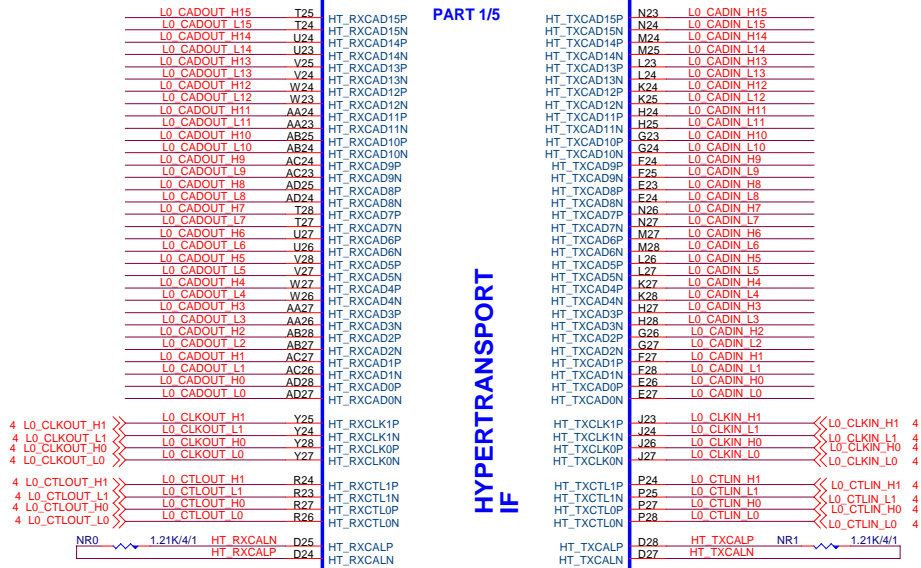 PART 1/5
L0_CADOUT_H15 T25 HT_RXCAD15P HT_TXCAD15P N23 L0_CADIN_H15
L0_CADOUT_L15 T24 HT_RXCAD15N HT_TXCAD15N N24 L0_CADIN_L15
L0_CADOUT_H14 U24 HT_RXCAD14P HT_TXCAD14P M24 L0_CADIN_H14
L0_CADOUT_L14 U23 HT_RXCAD14N HT_TXCAD14N M25 L0_CADIN_L14
L0_CADOUT_H13 V25 HT_RXCAD13P HT_TXCAD13P L23 L0_CADIN_H13
L0_CADOUT_L13 V24 HT_RXCAD13N HT_TXCAD13N L24 L0_CADIN_L13
L0_CADOUT_H12 W24 HT_RXCAD12P HT_TXCAD12P K24 L0_CADIN_H12
L0_CADOUT_L12 W23 HT_RXCAD12N HT_TXCAD12N K25 L0_CADIN_L12
L0_CADOUT_H11 AA24 HT_RXCAD11P HT_TXCAD11P H24 L0_CADIN_H11
L0_CADOUT_L11 AA23 HT_RXCAD11N HT_TXCAD11N H25 L0_CADIN_L11
L0_CADOUT_H10 AB25 HT_RXCAD10P HT_TXCAD10P G23 L0_CADIN_H10
L0_CADOUT_L10 AB24 HT_RXCAD10N HT_TXCAD10N G24 L0_CADIN_L10
L0_CADOUT_H9 AC24 HT_RXCAD9P HT_TXCAD9P F24 L0_CADIN_H9
L0_CADOUT_L9 AC23 HT_RXCAD9N HT_TXCAD9N F25 L0_CADIN_L9
L0_CADOUT_H8 AD25 HT_RXCAD8P HT_TXCAD8P E23 L0_CADIN_H8
L0_CADOUT_L8 AD24 HT_RXCAD8N HT_TXCAD8N E24 L0_CADIN_L8
L0_CADOUT_H7 T28 HT_RXCAD7P HT_TXCAD7P N26 L0_CADIN_H7
L0_CADOUT_L7 T27 HT_RXCAD7N HT_TXCAD7N N27 L0_CADIN_L7
L0_CADOUT_H6 U27 HT_RXCAD6P HT_TXCAD6P M27 L0_CADIN_H6
L0_CADOUT_L6 U26 HT_RXCAD6N HT_TXCAD6N M28 L0_CADIN_L6
L0_CADOUT_H5 V28 HT_RXCAD5P HT_TXCAD5P L26 L0_CADIN_H5
L0_CADOUT_L5 V27 HT_RXCAD5N HT_TXCAD5N L27 L0_CADIN_L5
L0_CADOUT_H4 W27 HT_RXCAD4P HT_TXCAD4P K27 L0_CADIN_H4
L0_CADOUT_L4 W26 HT_RXCAD4N HT_TXCAD4N K28 L0_CADIN_L4
L0_CADOUT_H3 AA27 HT_RXCAD3P HT_TXCAD3P H27 L0_CADIN_H3
L0_CADOUT_L3 AA26 HT_RXCAD3N HT_TXCAD3N H28 L0_CADIN_L3
L0_CADOUT_H2 AB28 HT_RXCAD2P HT_TXCAD2P G26 L0_CADIN_H2
L0_CADOUT_L2 AB27 HT_RXCAD2N HT_TXCAD2N G27 L0_CADIN_L2
L0_CADOUT_H1 AC27 HT_RXCAD1P HT_TXCAD1P F27 L0_CADIN_H1
L0_CADOUT_L1 AC26 HT_RXCAD1N HT_TXCAD1N F28 L0_CADIN_L1
L0_CADOUT_H0 AD28 HT_RXCAD0P HT_TXCAD0P E26 L0_CADIN_H0
L0_CADOUT_L0 AD27 HT_RXCAD0N HT_TXCAD0N E27 L0_CADIN_L0
HYPERTRANSPORT
IF
4 L0_CLKOUT_H1 L0_CLKOUT_H1 Y25 HT_RXCLK1P HT_TXCLK1P J23 L0_CLKIN_H1 L0_CLKIN_H1 4
4 L0_CLKOUT_L1 L0_CLKOUT_L1 Y24 HT_RXCLK1N HT_TXCLK1N J24 L0_CLKIN_L1 L0_CLKIN_L1 4
4 L0_CLKOUT_H0 L0_CLKOUT_H0 Y28 HT_RXCLK0P HT_TXCLK0P J26 L0_CLKIN_H0 L0_CLKIN_H0 4
4 L0_CLKOUT_L0 L0_CLKOUT_L0 Y27 HT_RXCLK0N HT_TXCLK0N J27 L0_CLKIN_L0 L0_CLKIN_L0 4
4 L0_CTLOUT_H1 L0_CTLOUT_H1 R24 HT_RXCTL1P HT_TXCTL1P P24 L0_CTLIN_H1 L0_CTLIN_H1 4
4 L0_CTLOUT_L1 L0_CTLOUT_L1 R23 HT_RXCTL1N HT_TXCTL1N P25 L0_CTLIN_L1 L0_CTLIN_L1 4
4 L0_CTLOUT_H0 L0_CTLOUT_H0 R27 HT_RXCTL0P HT_TXCTL0P P27 L0_CTLIN_H0 L0_CTLIN_H0 4
4 L0_CTLOUT_L0 L0_CTLOUT_L0 R26 HT_RXCTL0N HT_TXCTL0N P28 L0_CTLIN_L0 L0_CTLIN_L0 4
NR0 1.21K/4/1 HT_RXCALN D25 HT_RXCALP HT_TXCALP D28 HT_TXCALP NR1 1.21K/4/1
HT_RXCALP D24 HT_RXCALN HT_TXCALN D27 HT_TXCALN